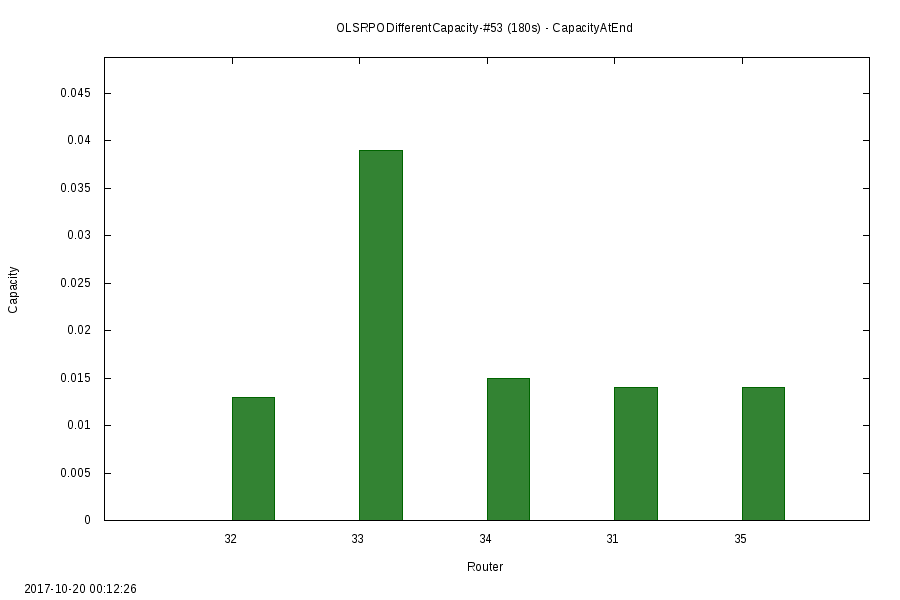 OLSRPODifferentCapacity-#53 (180s) - CapacityAtEnd
0.045
0.04
0.035
0.03
0.025
0.02
0.015
0.01
0.005
0
Capacity
32 33 34 31 35
Router
2017-10-20 00:12:26